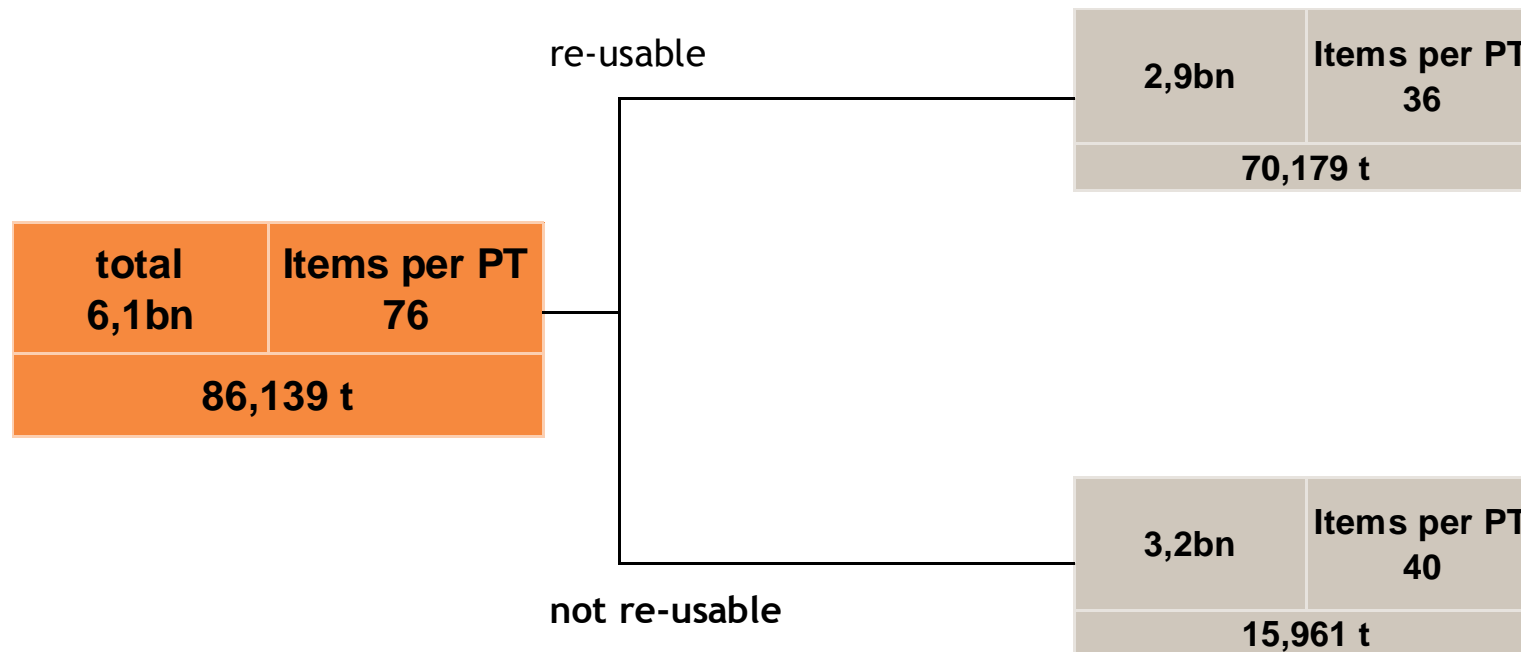 re-usable
2,9bn
Items per PT
36
70,179 t
total
6,1bn
Items per PT
76
86,139 t
3,2bn
Items per PT
40
15,961 t
not re-usable